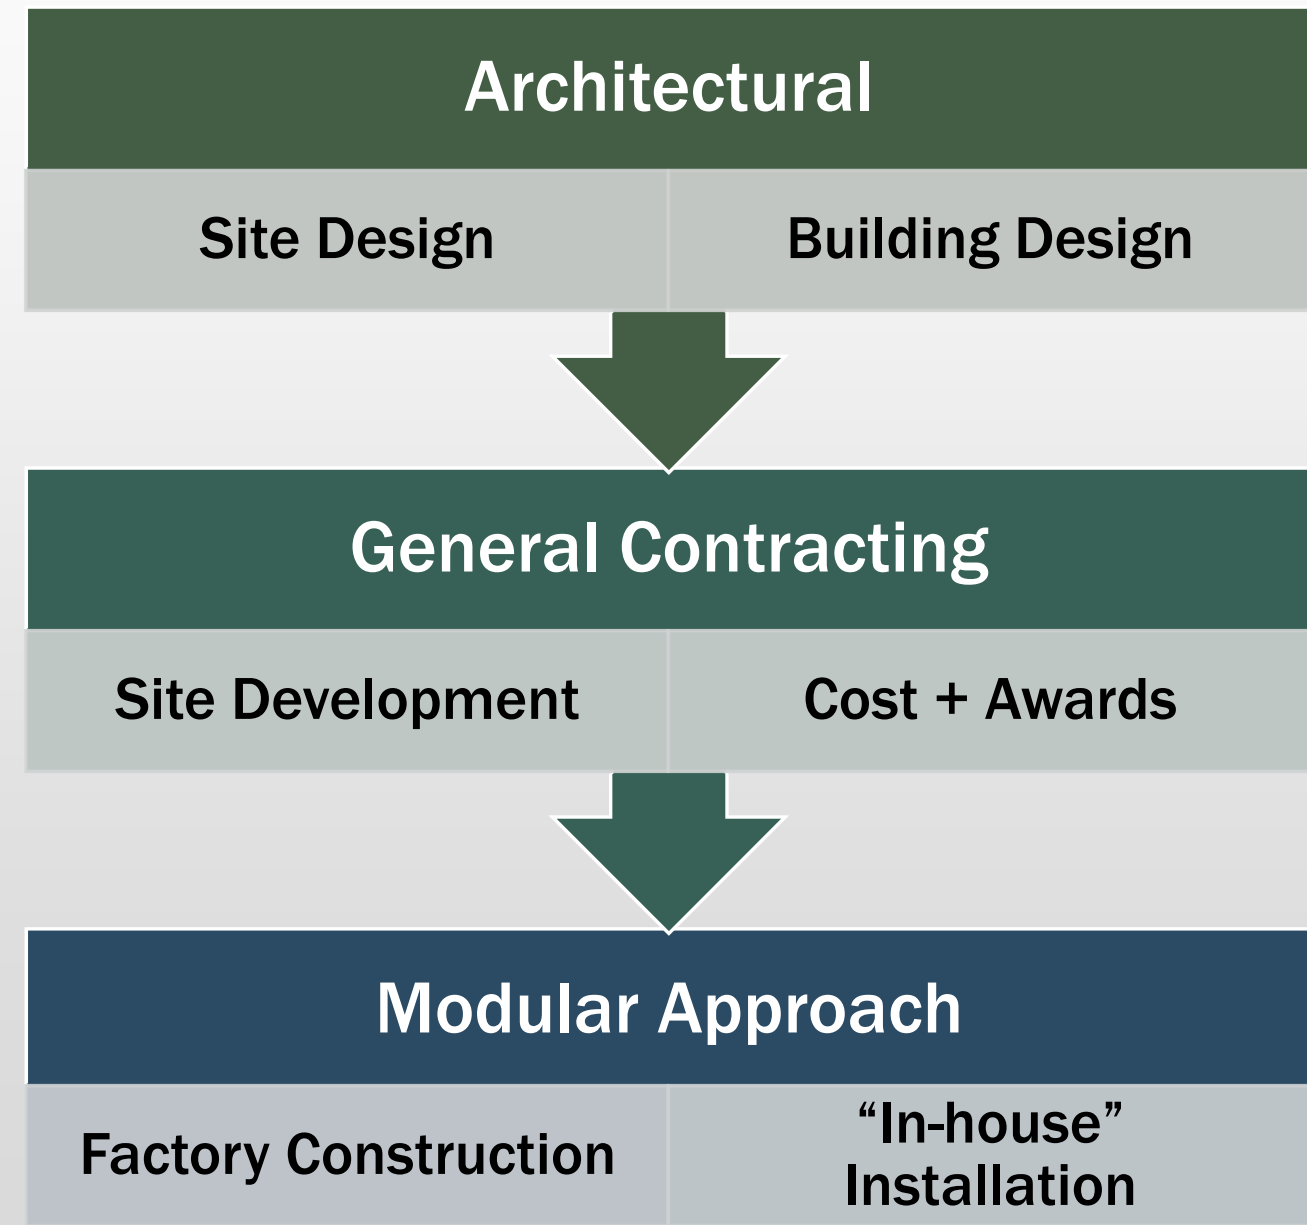 Architectural
Site Design
Building Design
General Contracting
Site Development
Cost + Awards
Modular Approach
Factory Construction
“In-house”
Installation